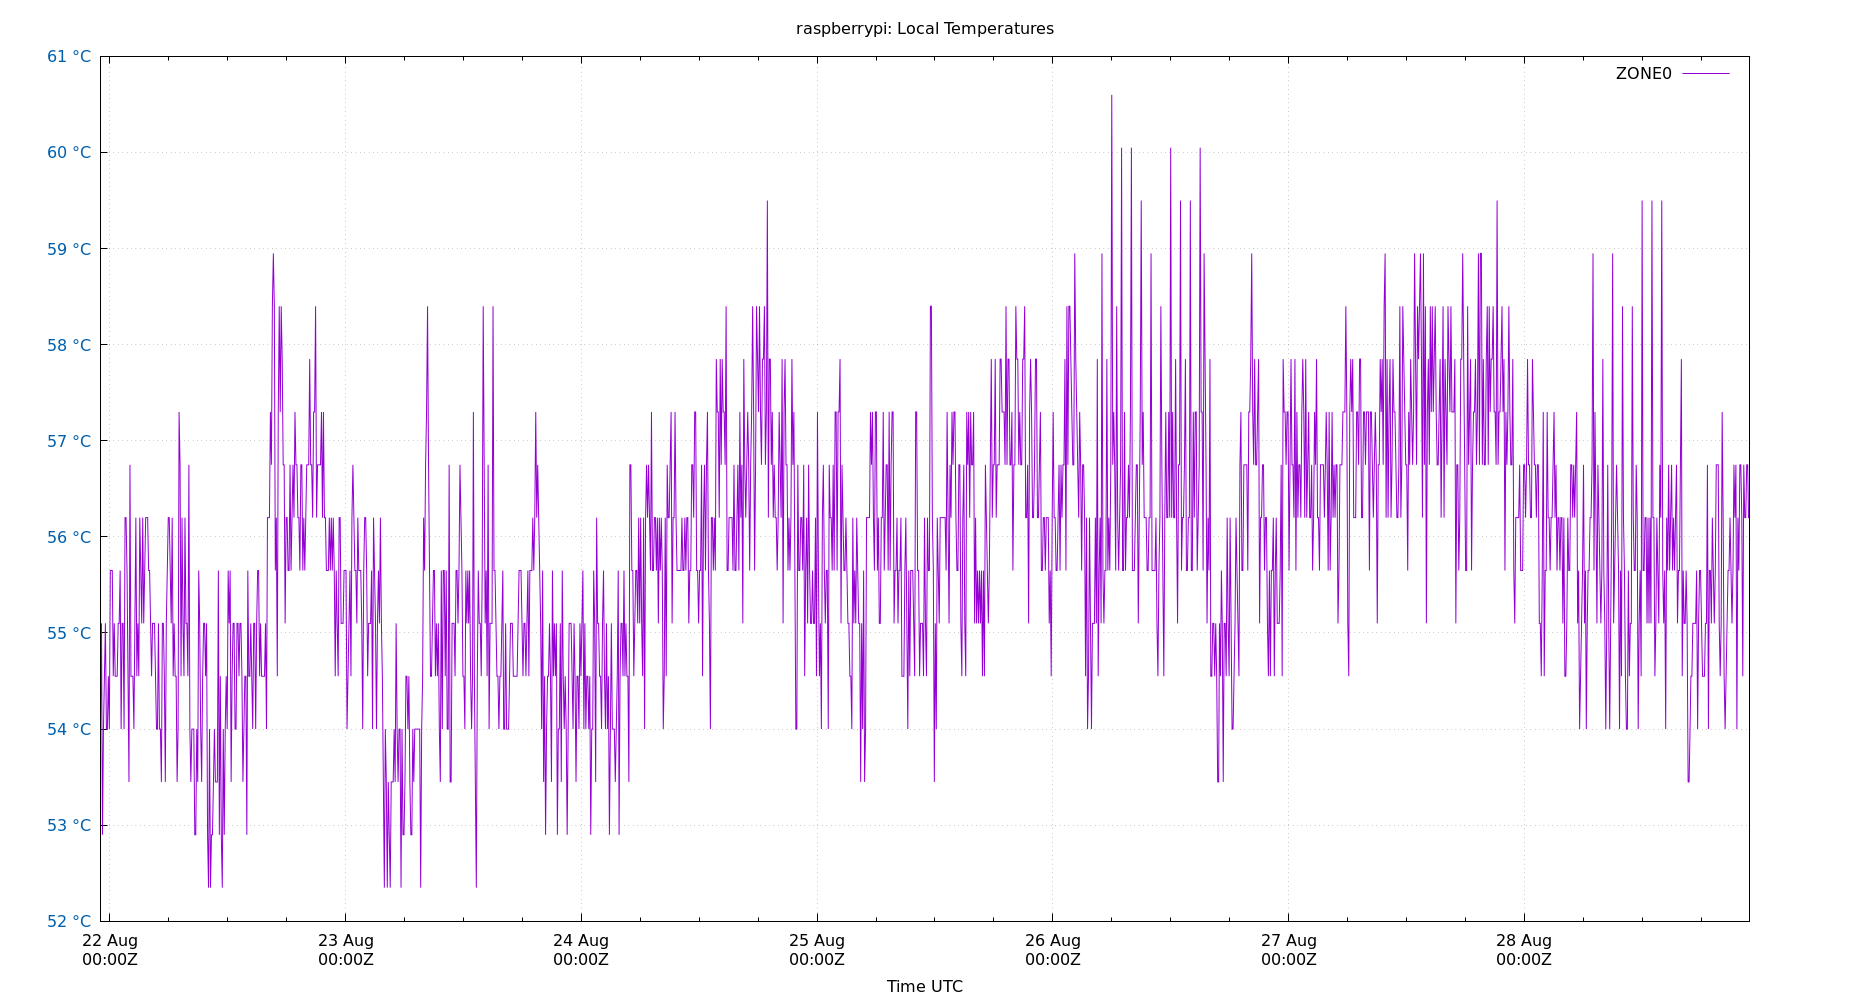 raspberrypi: Local Temperatures
61 °C
ZONE0
60 °C
59 °C
58 °C
57 °C
56 °C
55 °C
54 °C
53 °C
52 °C
22 Aug 23 Aug 24 Aug 25 Aug 26 Aug 27 Aug 28 Aug
00:00Z 00:00Z 00:00Z 00:00Z 00:00Z 00:00Z 00:00Z
Time UTC